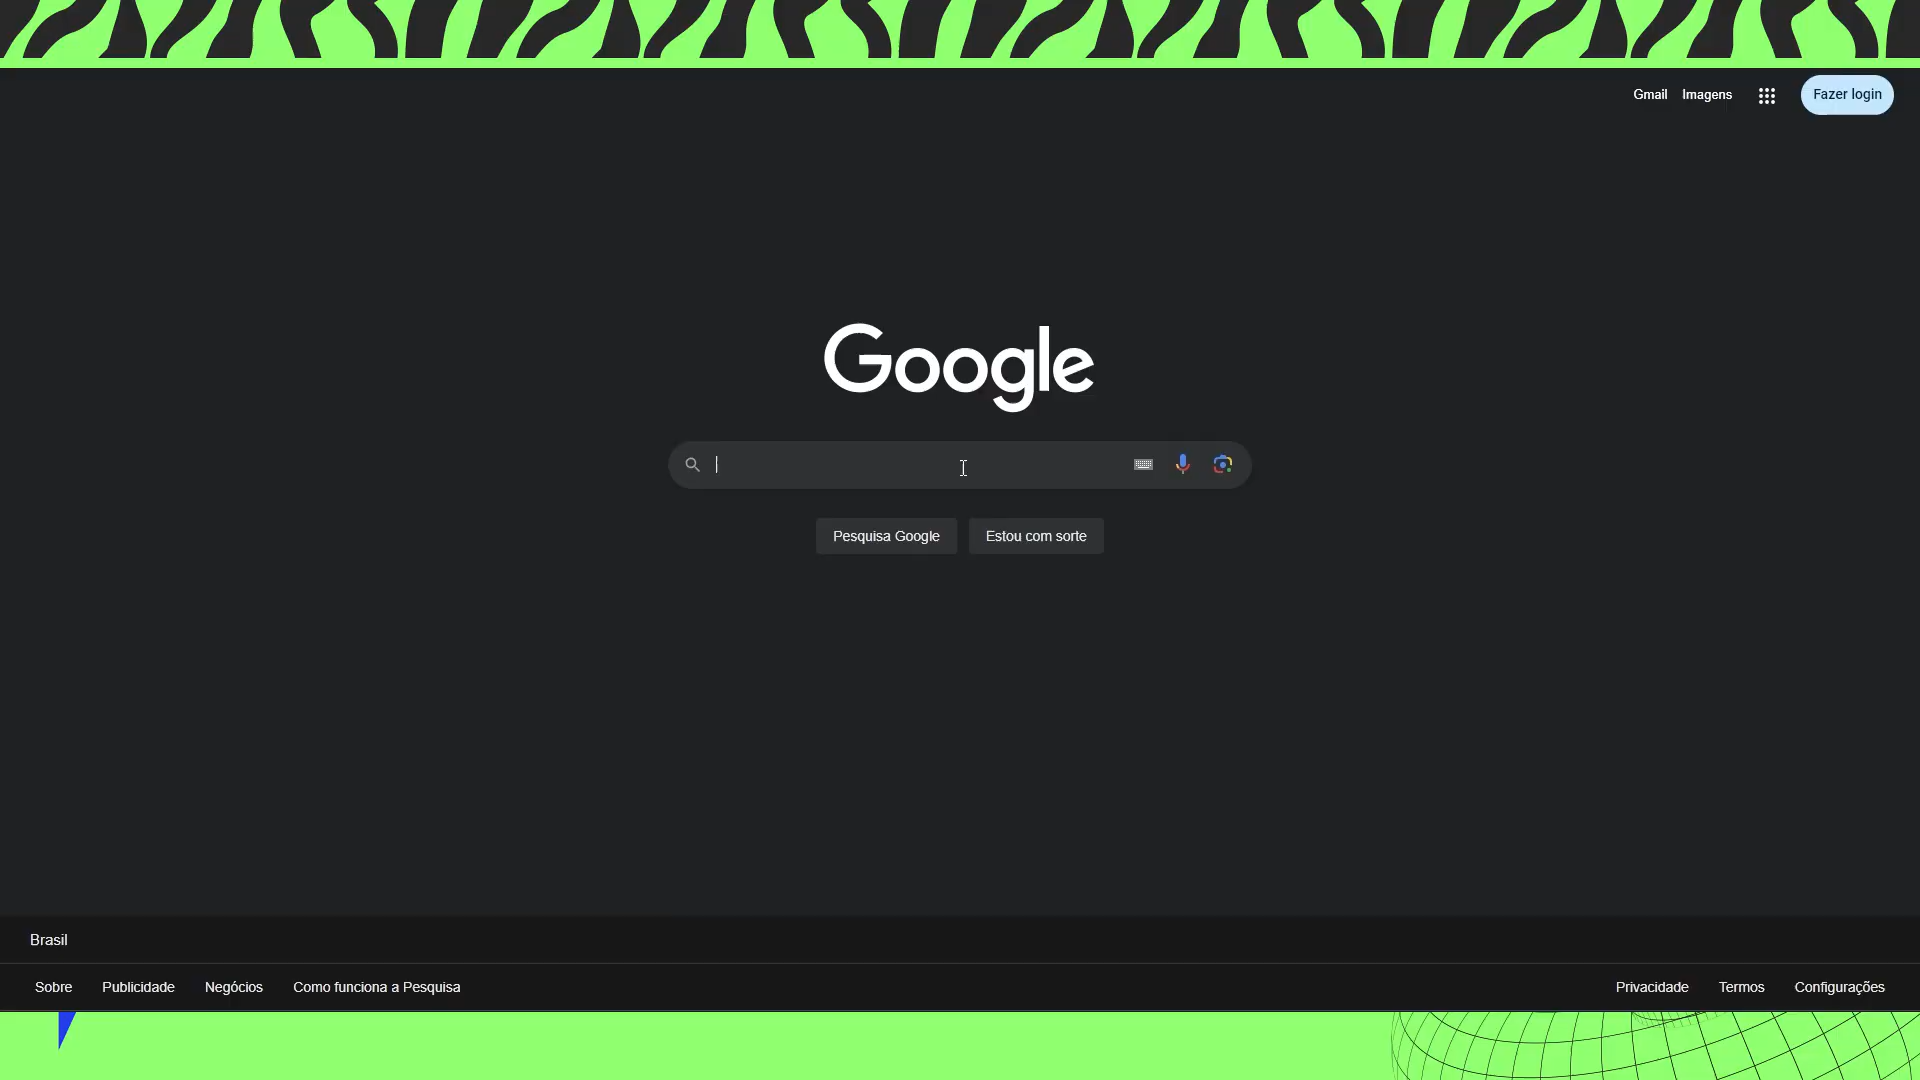 Gmail Imagens Fazer login
Google
Pesquisa Google Estou com sorte
Brasil
Sobre Publicidade Negócios Como funciona a Pesquisa Privacidade Termos Configurações